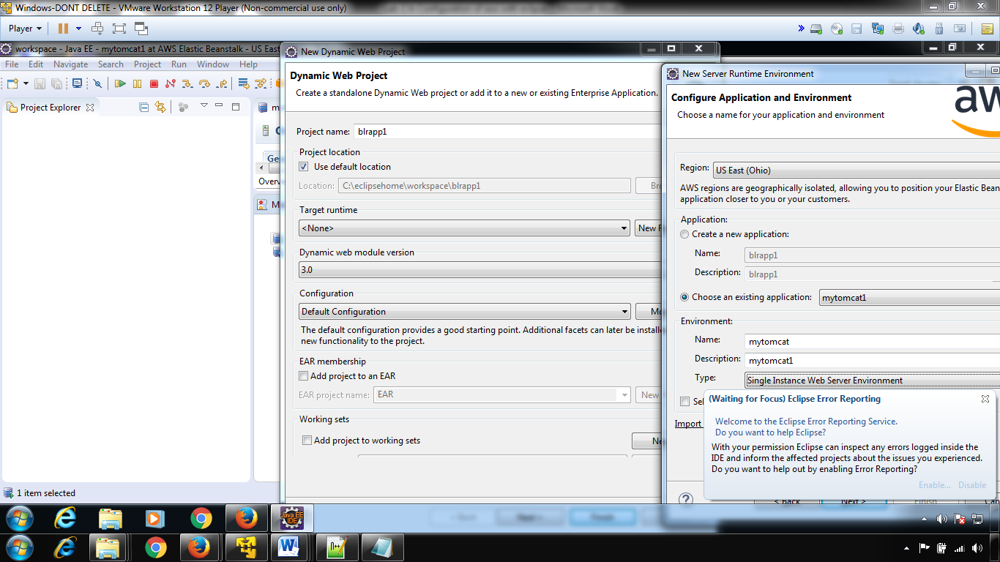 Windows-DONT DELETE - VMware Workstation 12 Player (Non-commercial use only)
Player
workspace - Java EE - mytomcat1 at AWS Elastic Beanstalk - US East
File Edit Navigate Search Project Run Window Help
Project Explorer
m
Ge
Overv
M
1 item selected
New Dynamic Web Project
Dynamic Web Project
Create a standalone Dynamic Web project or add it to a new or existing Enterprise Application.
Project name: blrapp1
Project location
Use default location
Location: C:\eclipsehome\workspace\blrapp1 Br
Target runtime
<None> New R
Dynamic web module version
3.0
Configuration
Default Configuration Mo
The default configuration provides a good starting point. Additional facets can later be installe
new functionality to the project.
EAR membership
Add project to an EAR
EAR project name: EAR New
Working sets
Add project to working sets Ne
< Back Next > Finish
New Server Runtime Environment
Configure Application and Environment
Choose a name for your application and environment
aw
Region: US East (Ohio)
AWS regions are geographically isolated, allowing you to position your Elastic Bean
application closer to you or your customers.
Application:
Create a new application:
Name: blrapp1
Description: blrapp1
Choose an existing application: mytomcat1
Environment:
Name: mytomcat
Description: mytomcat1
Type: Single Instance Web Server Environment
Sel
Import
(Waiting for Focus) Eclipse Error Reporting
Welcome to the Eclipse Error Reporting Service.
Do you want to help Eclipse?
With your permission Eclipse can inspect any errors logged inside the
IDE and inform the affected projects about the issues you experienced.
Do you want to help out by enabling Error Reporting?
Enable... Disable
< Back Next > Finish Can
Java EE
IDE